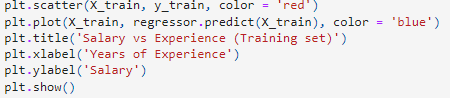 plt.scatter(X_train, y_train, color = 'red')
plt.plot(X_train, regressor.predict(X_train), color = 'blue')
plt.title('Salary vs Experience (Training set)')
plt.xlabel('Years of Experience')
plt.ylabel('Salary')
plt.show()